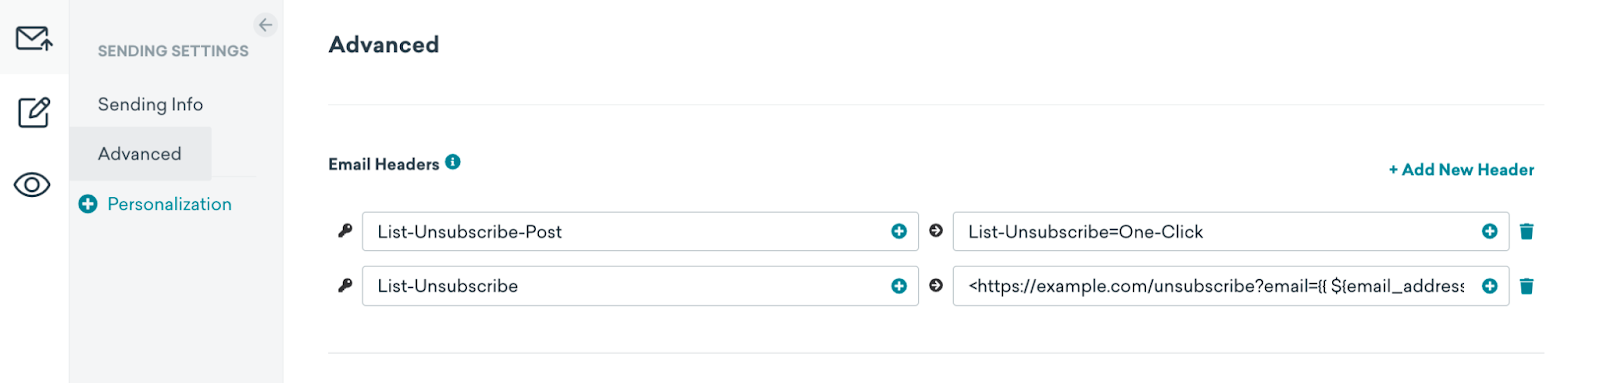 SENDING SETTINGS
Sending Info
Advanced
Personalization
Advanced
Email Headers
+ Add New Header
List-Unsubscribe-Post List-Unsubscribe=One-Click
List-Unsubscribe <https://example.com/unsubscribe?email={{ ${email_address